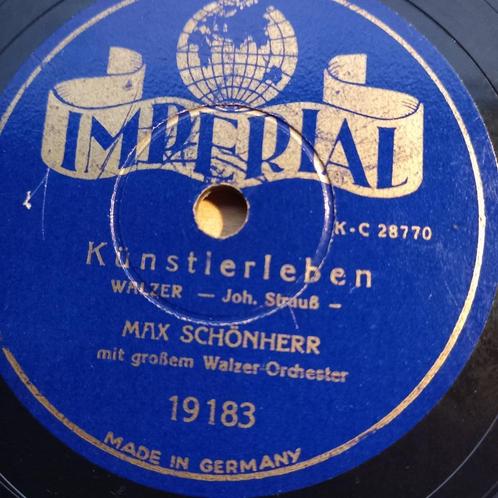 IMPERIAL
K-C 28770
Künstlerleben
WALZER — Joh. Strauß —
MAX SCHÖNHERR
mit großem Walzer-Orchester
19183
MADE IN GERMANY